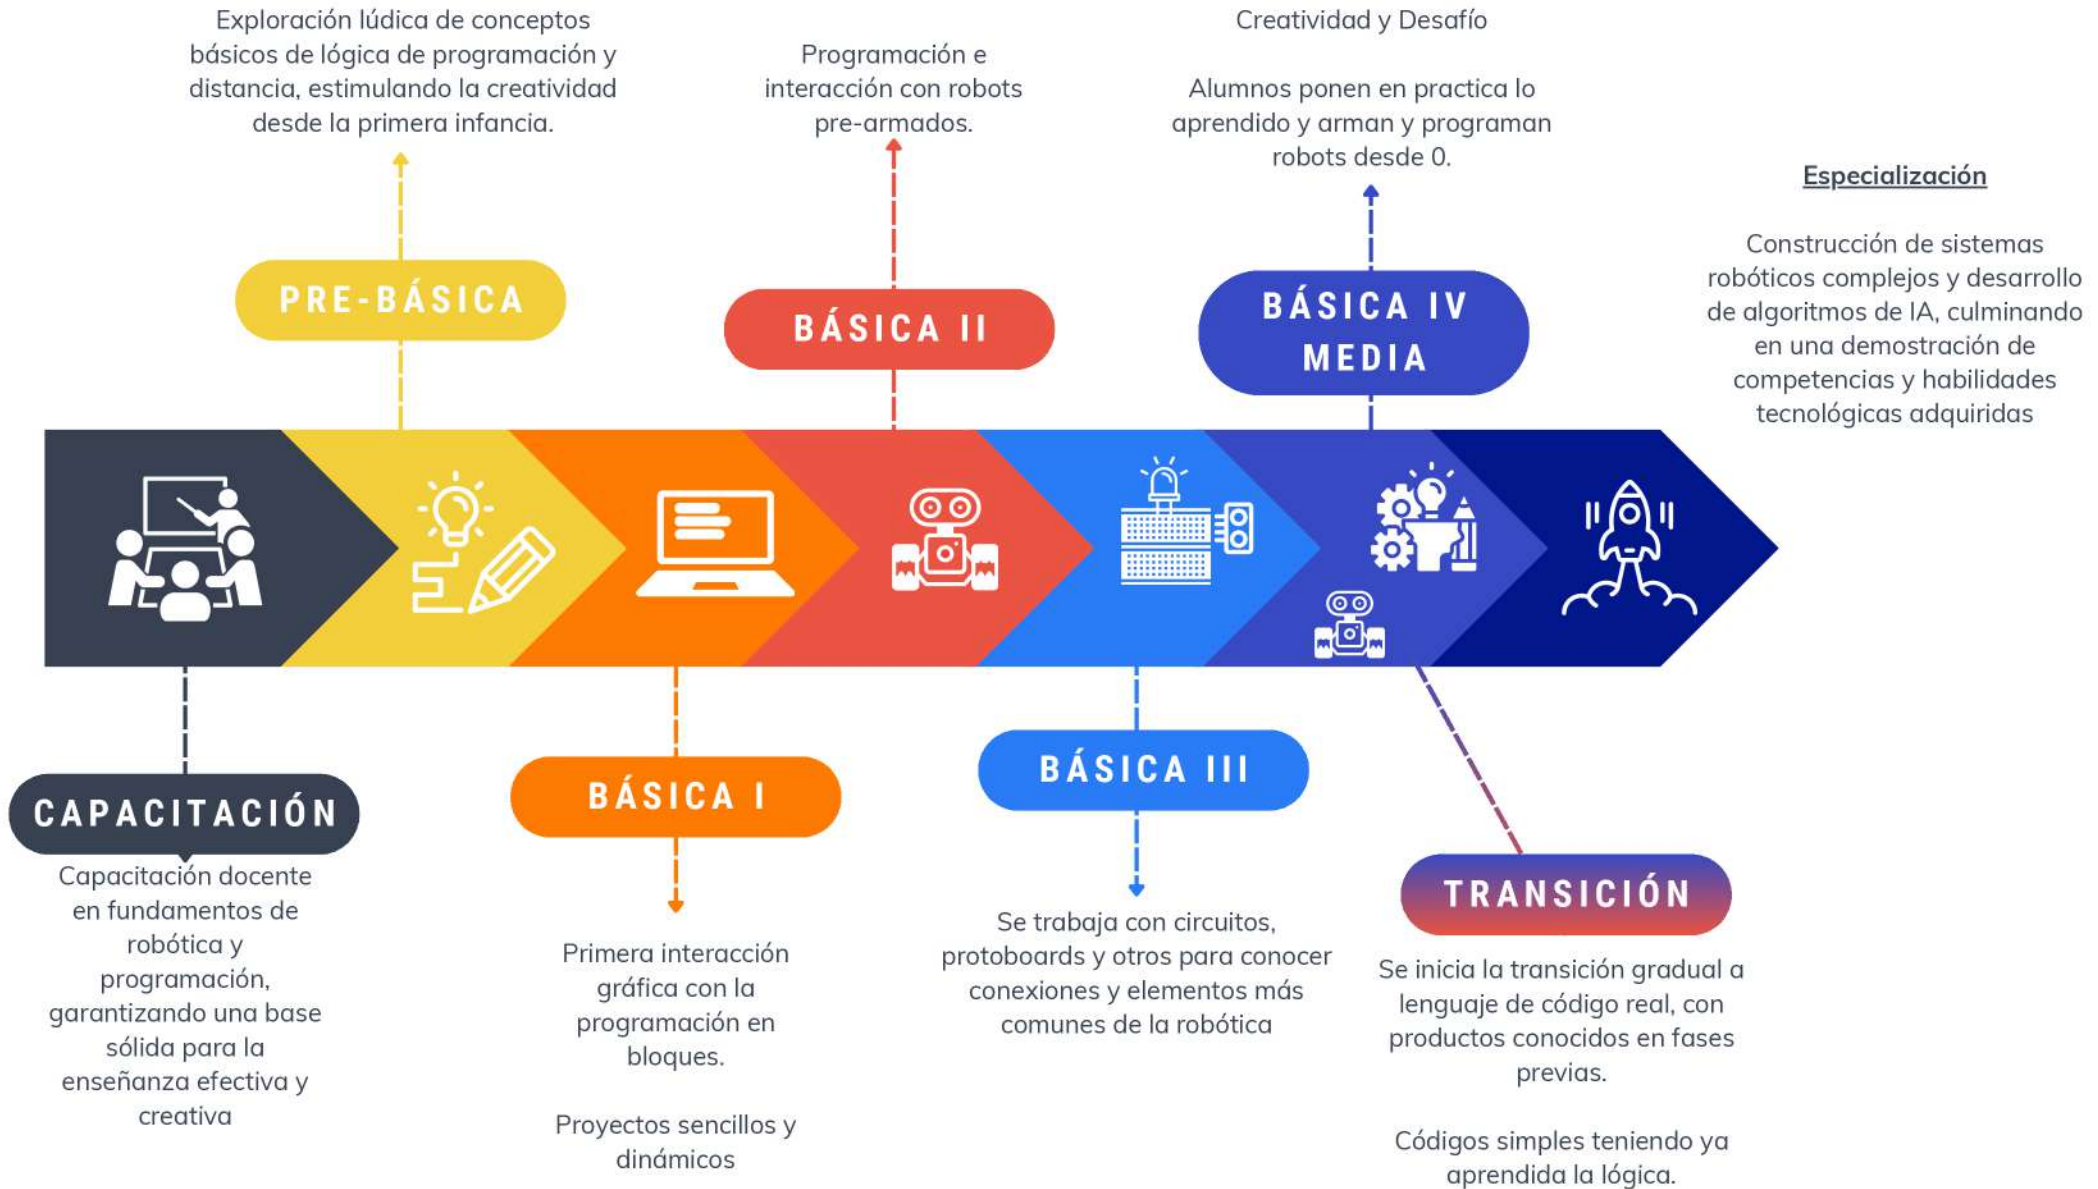 Exploración lúdica de conceptos
básicos de lógica de programación y
distancia, estimulando la creatividad
desde la primera infancia.
PRE-BÁSICA
Programación e
interacción con robots
pre-armados.
BÁSICA II
Creatividad y Desafío
Alumnos ponen en practica lo
aprendido y arman y programan
robots desde 0.
BÁSICA IV
MEDIA
Especialización
Construcción de sistemas
robóticos complejos y desarrollo
de algoritmos de IA, culminando
en una demostración de
competencias y habilidades
tecnológicas adquiridas
CAPACITACIÓN
Capacitación docente
en fundamentos de
robótica y
programación,
garantizando una base
sólida para la
enseñanza efectiva y
creativa
BÁSICA I
Primera interacción
gráfica con la
programación en
bloques.
Proyectos sencillos y
dinámicos
BÁSICA III
Se trabaja con circuitos,
protoboards y otros para conocer
conexiones y elementos más
comunes de la robótica
TRANSICIÓN
Se inicia la transición gradual a
lenguaje de código real, con
productos conocidos en fases
previas.
Códigos simples teniendo ya
aprendida la lógica.